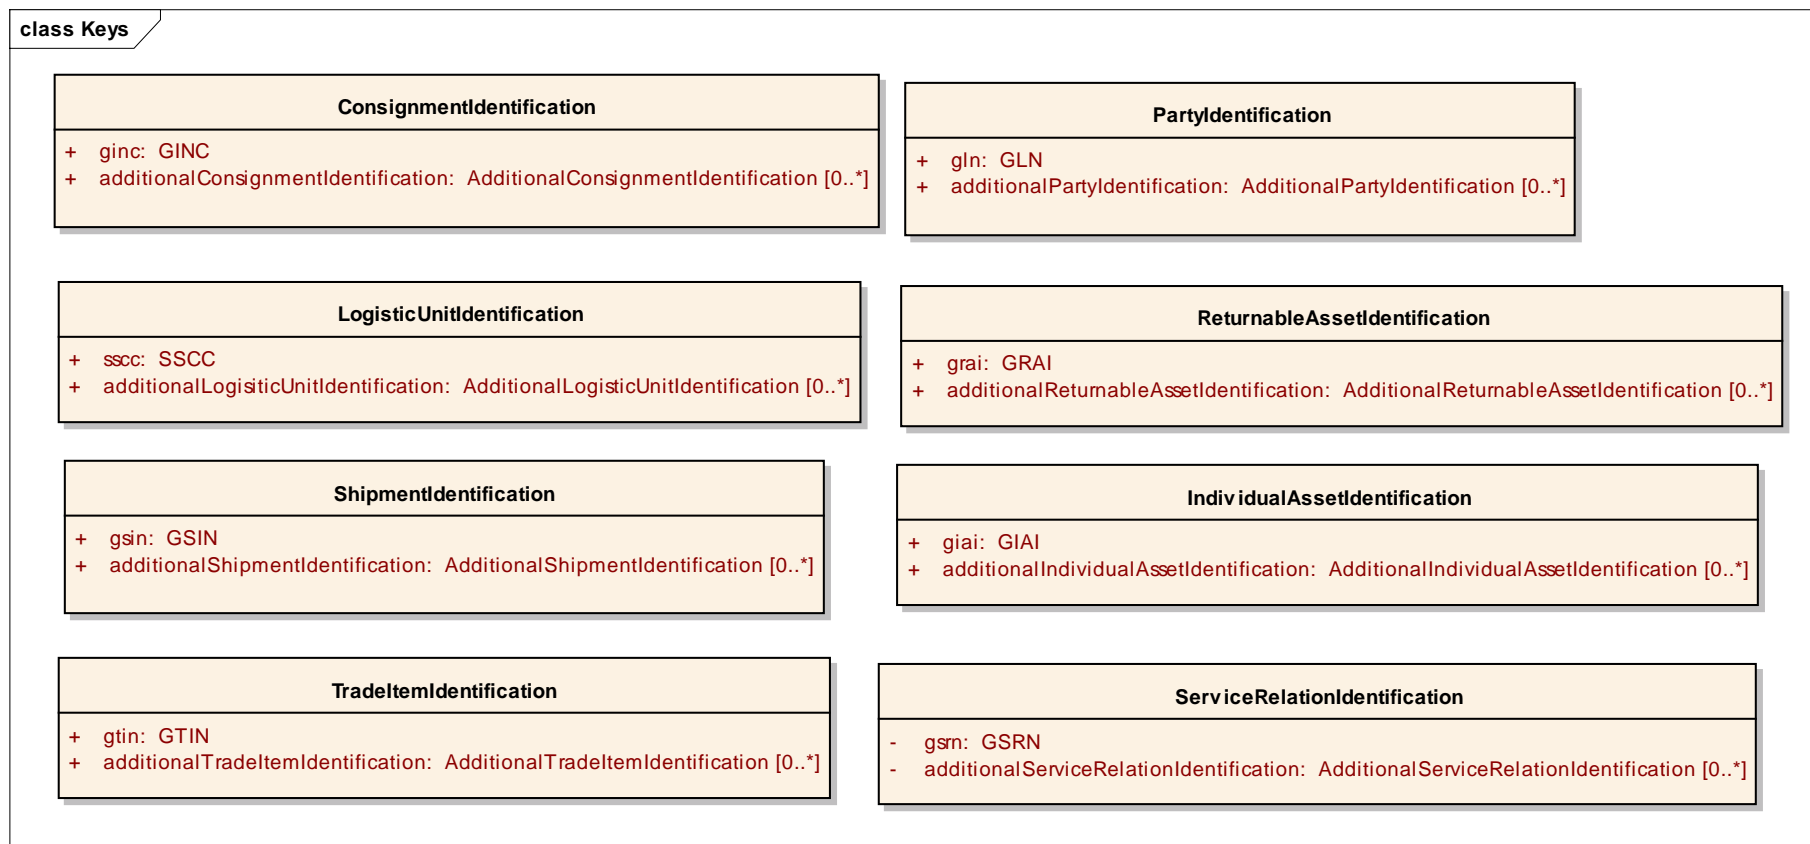 class Keys
ConsignmentIdentification
+ ginc: GINC
+ additionalConsignmentIdentification: AdditionalConsignmentIdentification [0..*]
PartyIdentification
+ gln: GLN
+ additionalPartyIdentification: AdditionalPartyIdentification [0..*]
LogisticUnitIdentification
+ sscc: SSCC
+ additionalLogisiticUnitIdentification: AdditionalLogisticUnitIdentification [0..*]
ReturnableAssetIdentification
+ grai: GRAI
+ additionalReturnableAssetIdentification: AdditionalReturnableAssetIdentification [0..*]
ShipmentIdentification
+ gsin: GSIN
+ additionalShipmentIdentification: AdditionalShipmentIdentification [0..*]
IndividualAssetIdentification
+ giai: GIAI
+ additionalIndividualAssetIdentification: AdditionalIndividualAssetIdentification [0..*]
TradeItemIdentification
+ gtin: GTIN
+ additionalTradeItemIdentification: AdditionalTradeItemIdentification [0..*]
ServiceRelationIdentification
- gsrn: GSRN
- additionalServiceRelationIdentification: AdditionalServiceRelationIdentification [0..*]